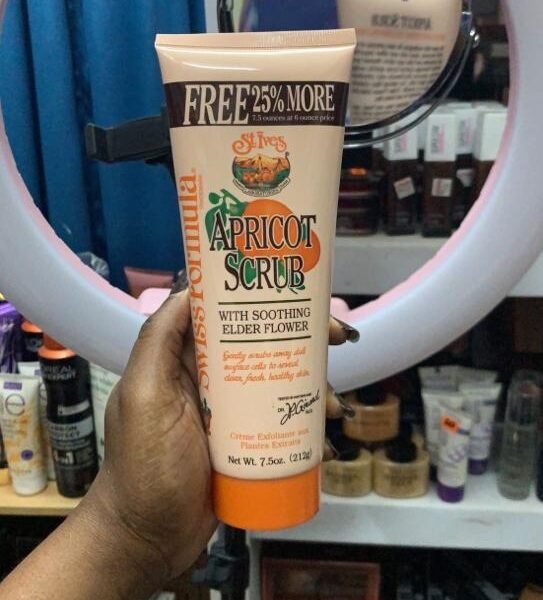 FREE 25% MORE
7.5 ounces at 6 ounce price
St. Ives
Swiss Formula
APRICOT
SCRUB
WITH SOOTHING
ELDER FLOWER
Gently scrubs away dull
surface cells to reveal
clean, fresh, healthy skin.
Crème Exfoliante aux
Plantes Extraits
Net Wt. 7.5oz. (212g)